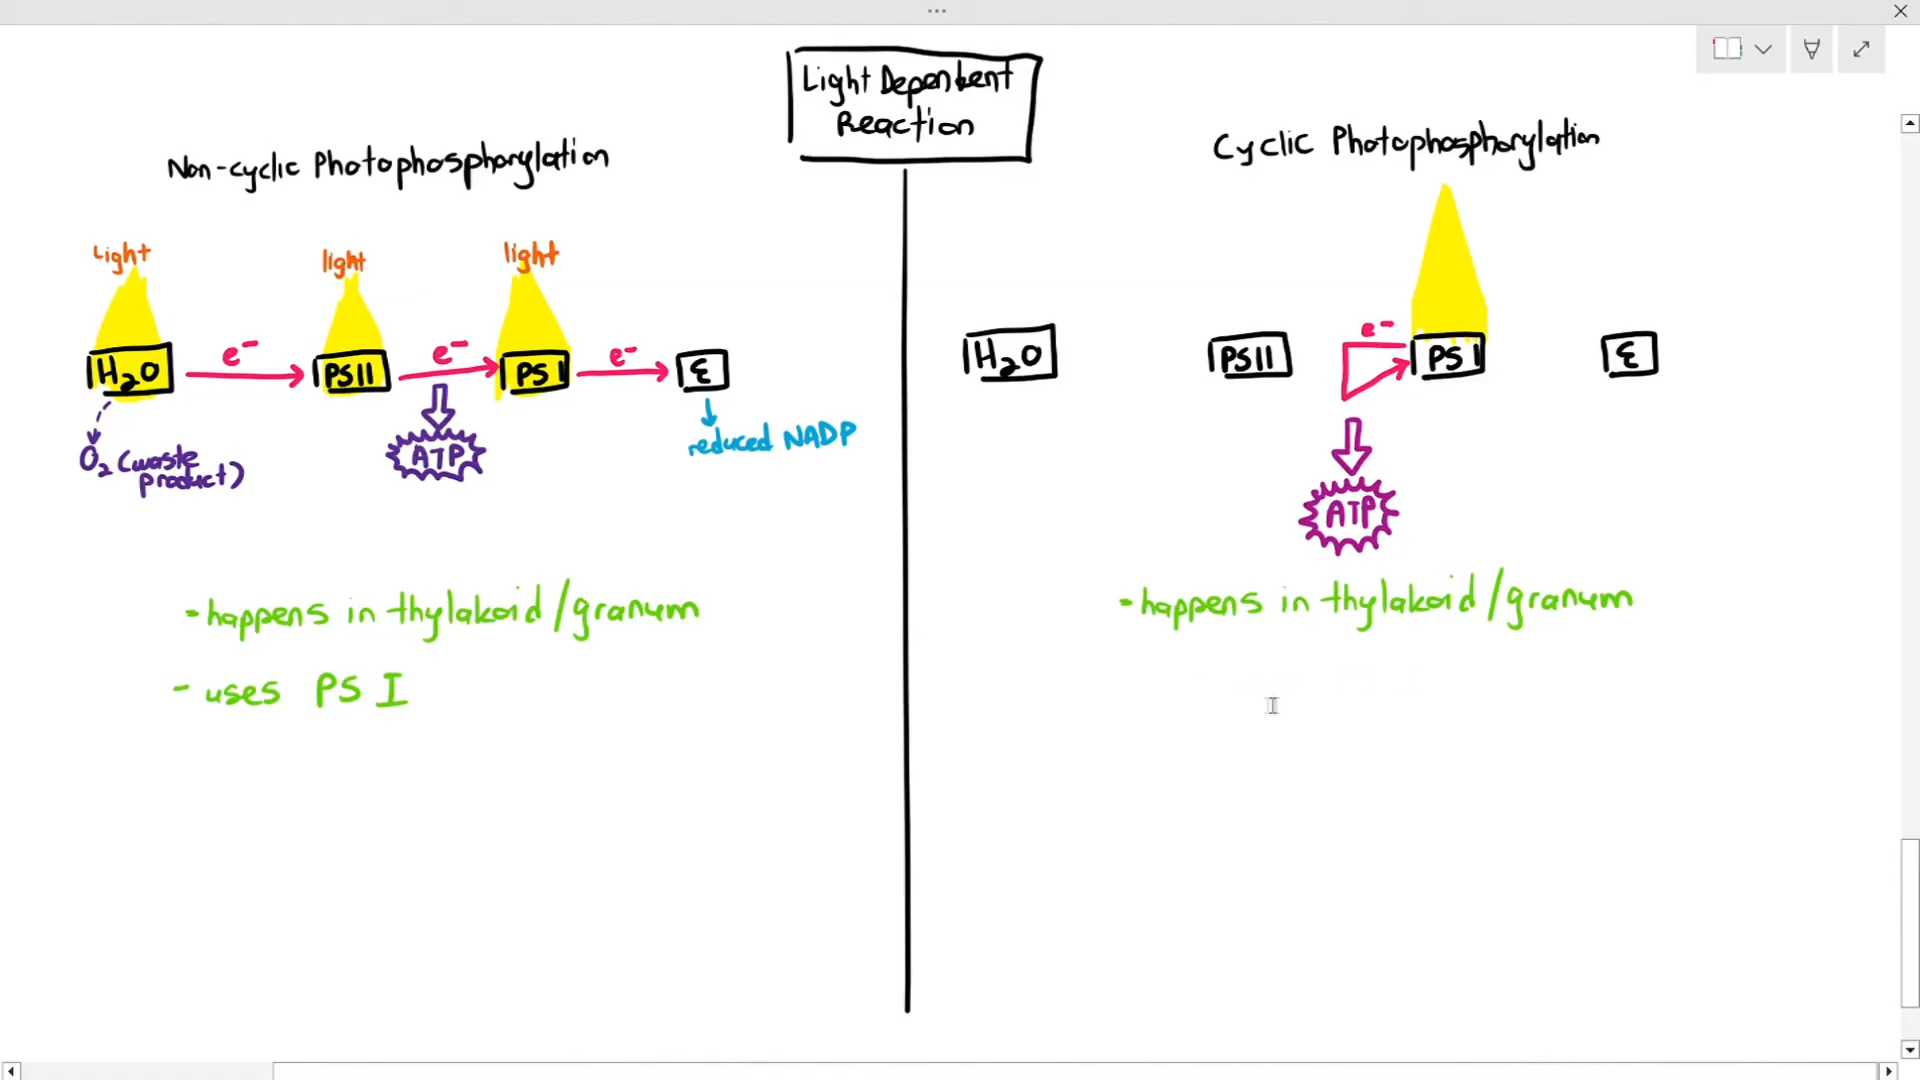 Light Dependent
Reaction
Non-cyclic Photophosphorylation
Light
light
light
H2O
e-
PSII
e-
PSI
e-
ε
O2 (waste
product)
ATP
reduced NADP
- happens in thylakoid/granum
- uses PS I
Cyclic Photophosphorylation
H2O
PSII
e-
PSI
ε
ATP
- happens in thylakoid/granum